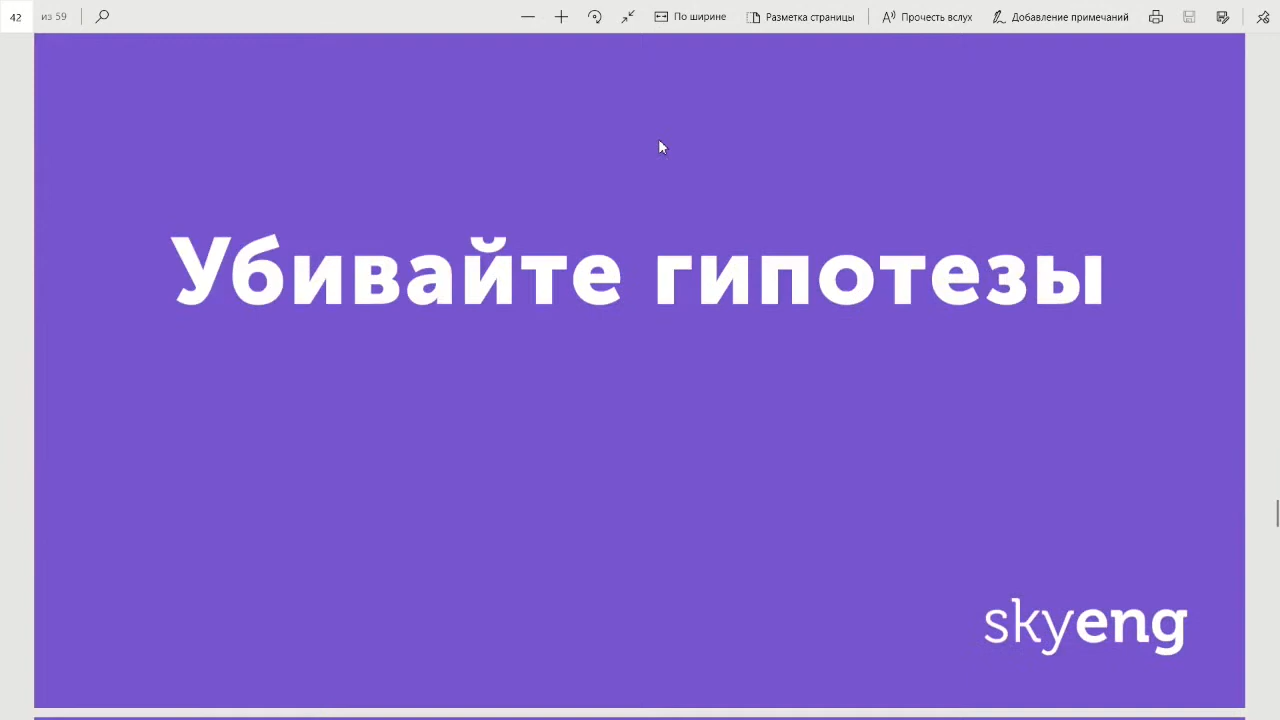 42 из 59 По ширине Разметка страницы Прочесть вслух Добавление примечаний
Убивайте гипотезы
skyeng